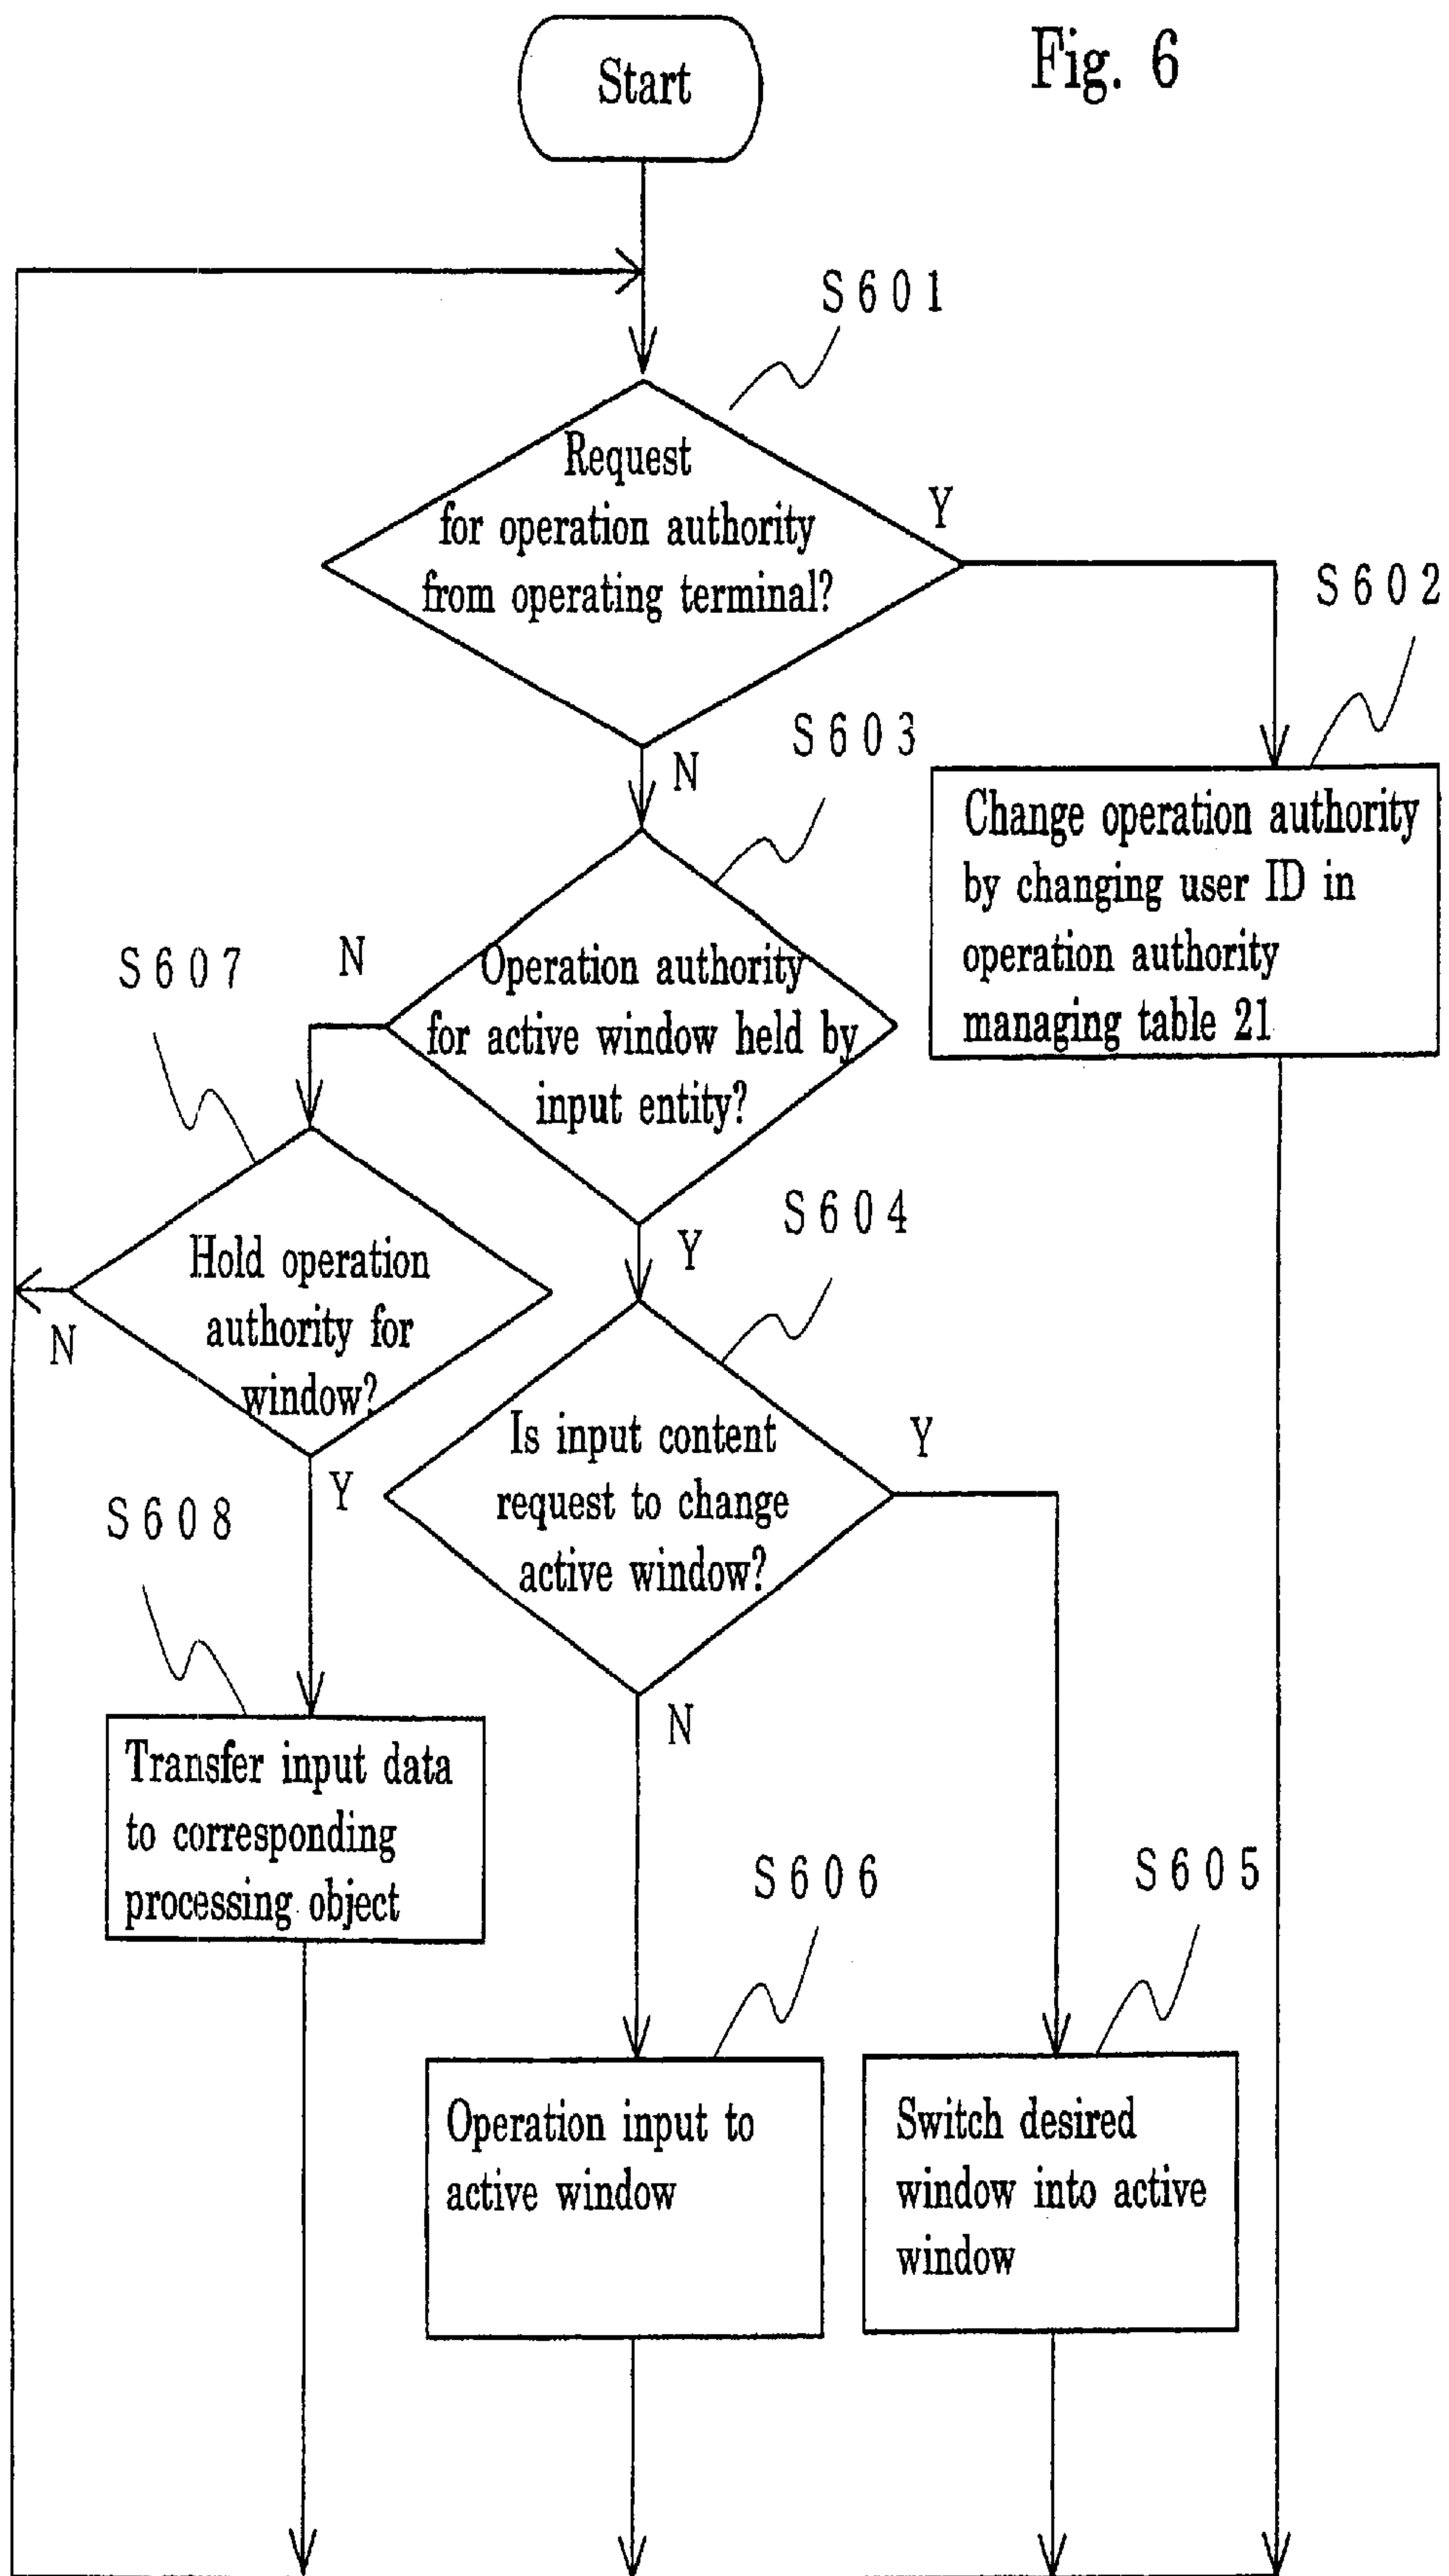 Fig. 6
Start
S601
Request
for operation authority
from operating terminal?
Y
N
S602
Change operation authority
by changing user ID in
operation authority
managing table 21
S603
Operation authority
for active window held by
input entity?
N
Y
S607
Hold operation
authority for
window?
N
Y
S604
Is input content
request to change
active window?
Y
N
S608
Transfer input data
to corresponding
processing object
S606
Operation input to
active window
S605
Switch desired
window into active
window